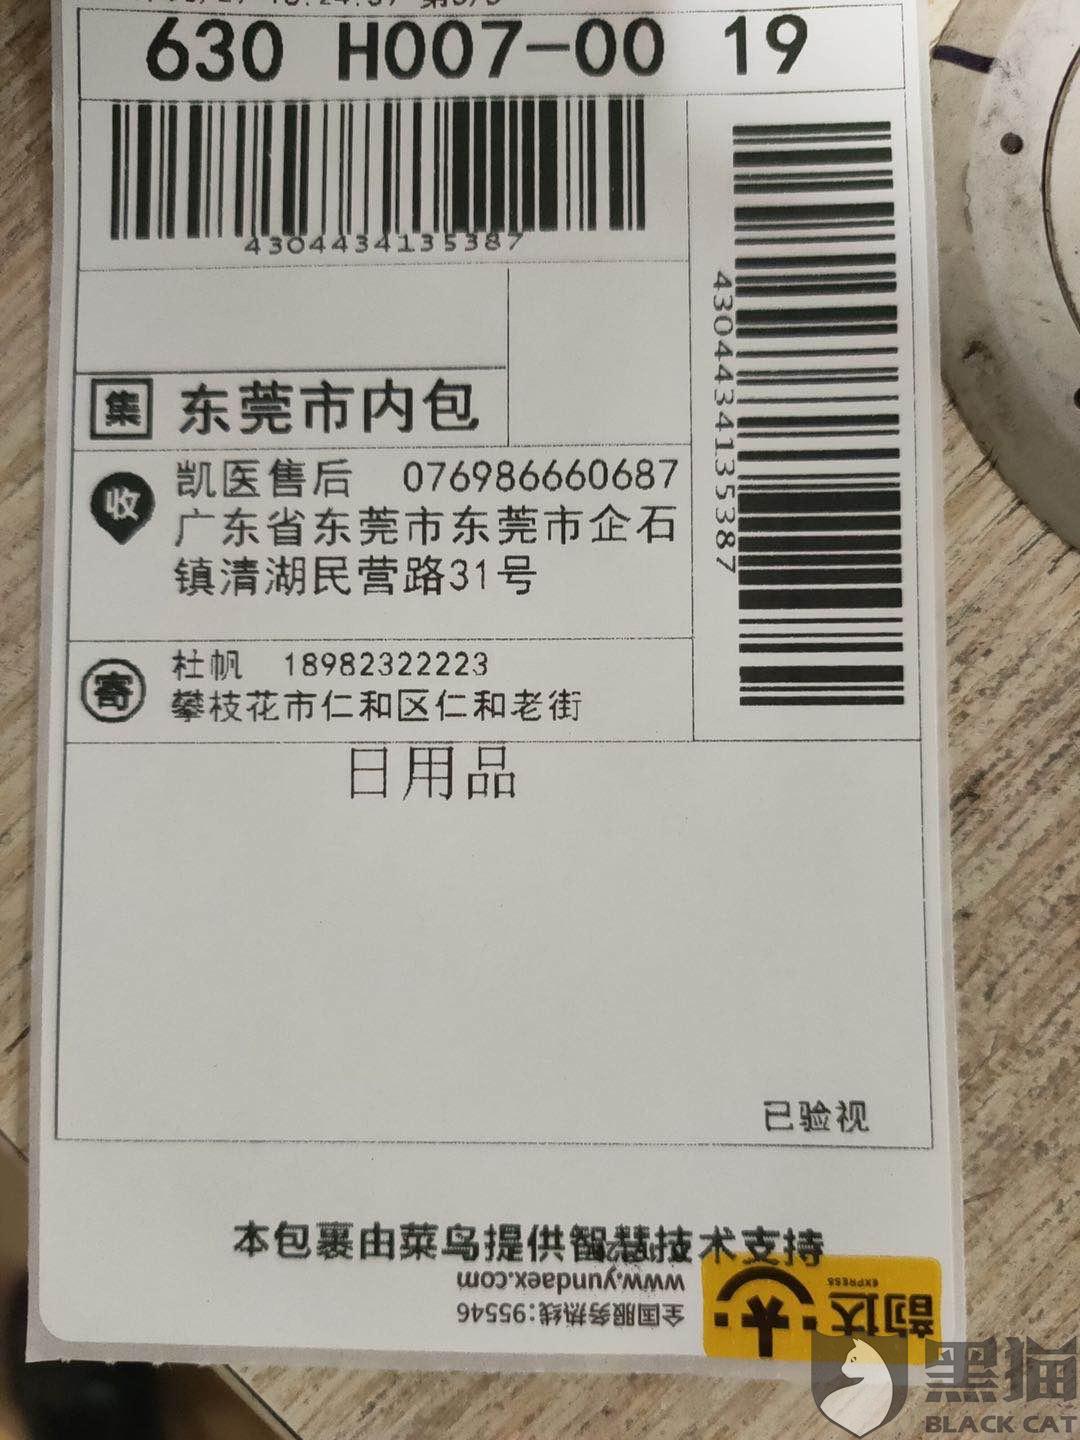 630 H007-00 19
4304434135387
4304434135387
集 东莞市内包
收 凯医售后 076986660687
广东省东莞市东莞市企石
镇清湖民营路31号
寄 杜帆 18982322223
攀枝花市仁和区仁和老街
日用品
已验视
本包裹由菜鸟提供智慧技术支持
www.yundaex.com
全国服务热线:95546
韵达
EXPRESS
黑猫
BLACK CAT